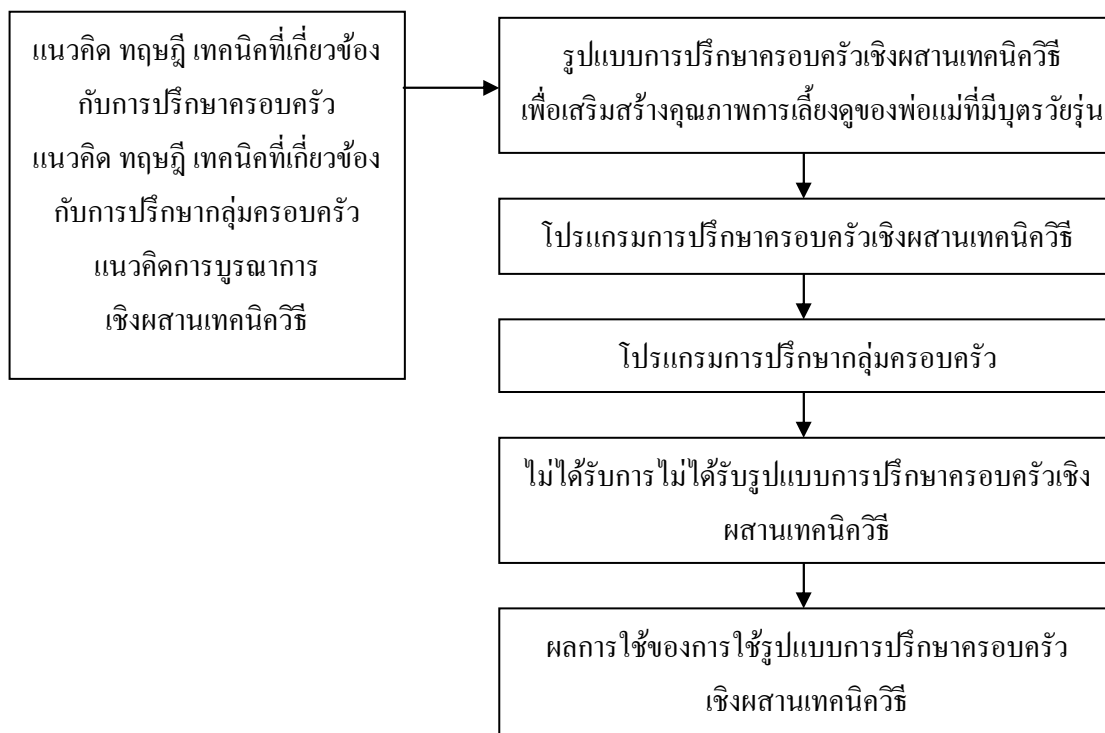 แนวคิด ทฤษฎี เทคนิคที่เกี่ยวข้อง
กับการปรึกษาครอบครัว
แนวคิด ทฤษฎี เทคนิคที่เกี่ยวข้อง
กับการปรึกษากลุ่มครอบครัว
แนวคิดการบูรณาการ
เชิงผสานเทคนิควิธี
รูปแบบการปรึกษาครอบครัวเชิงผสานเทคนิควิธี
เพื่อเสริมสร้างคุณภาพการเลี้ยงดูของพ่อแม่ที่มีบุตรวัยรุ่น
โปรแกรมการปรึกษาครอบครัวเชิงผสานเทคนิควิธี
โปรแกรมการปรึกษากลุ่มครอบครัว
ไม่ได้รับการ ไม่ได้รับรูปแบบการปรึกษาครอบครัวเชิง
ผสานเทคนิควิธี
ผลการใช้ของการใช้รูปแบบการปรึกษาครอบครัว
เชิงผสานเทคนิควิธี